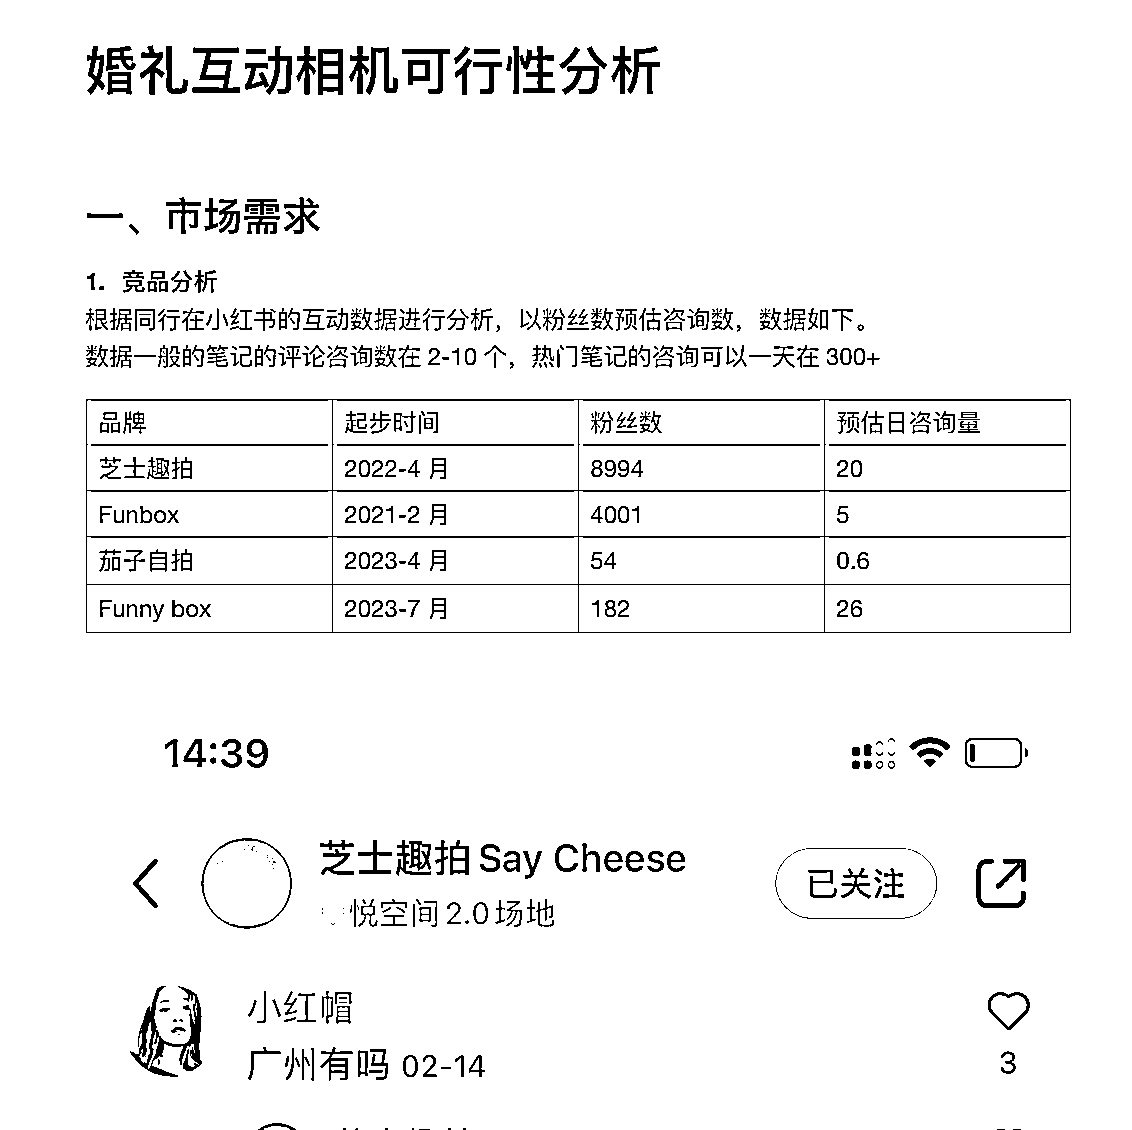 婚礼互动相机可行性分析
一、市场需求
1. 竞品分析
根据同行在小红书的互动数据进行分析，以粉丝数预估咨询数，数据如下。
数据一般的笔记的评论咨询数在 2-10 个，热门笔记的咨询可以一天在 300+
品牌 起步时间 粉丝数 预估日咨询量
芝士趣拍 2022-4 月 8994 20
Funbox 2021-2 月 4001 5
茄子自拍 2023-4 月 54 0.6
Funny box 2023-7 月 182 26
14:39
芝士趣拍 Say Cheese
已关注
悦空间 2.0 场地
小红帽
广州有吗 02-14
3